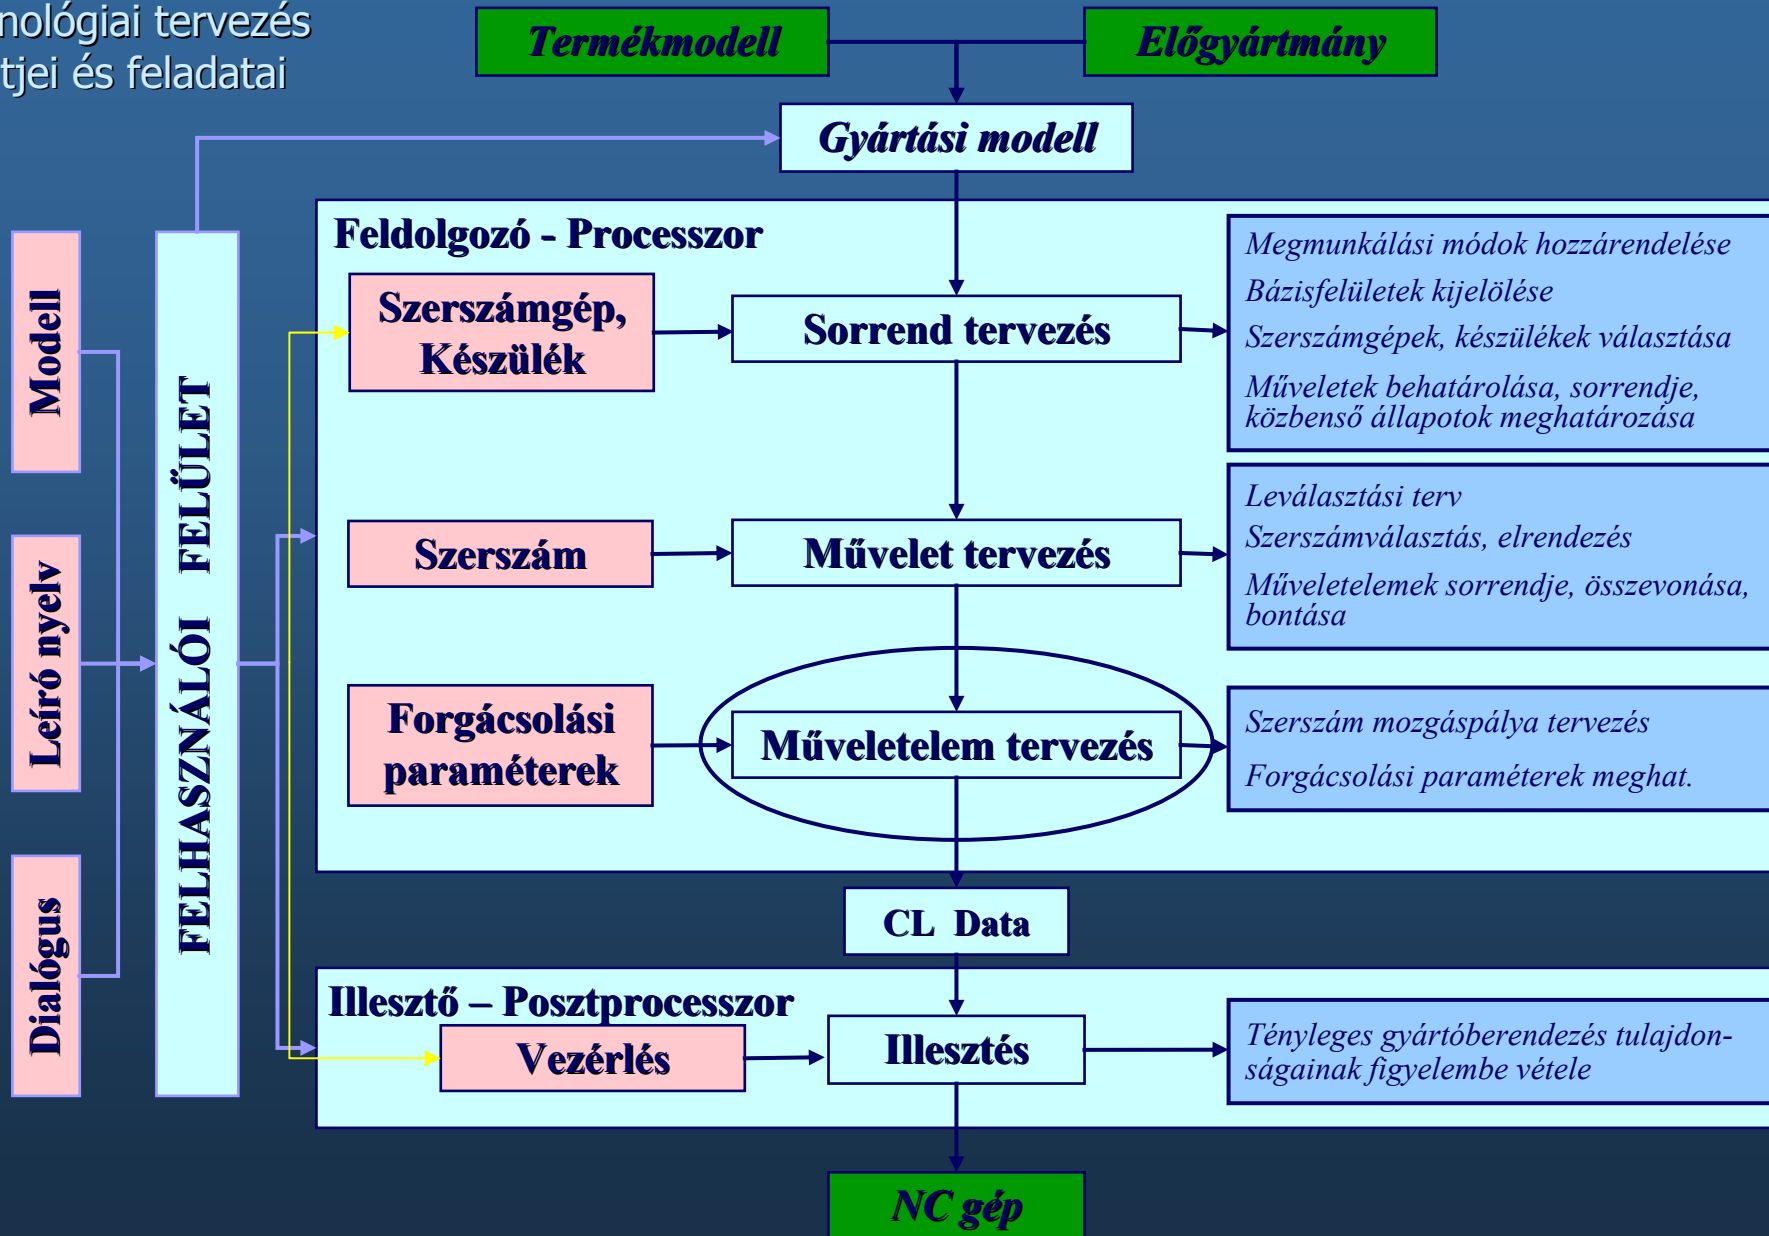 nológiai tervezés
tjei és feladatai
Termékmodell
Előgyártmány
Gyártási modell
Modell
Leíró nyelv
Dialógus
FELHASZNÁLÓI FELÜLET
Feldolgozó - Processzor
Szerszámgép,
Készülék
Sorrend tervezés
Megmunkálási módok hozzárendelése
Bázisfelületek kijelölése
Szerszámgépek, készülékek választása
Műveletek behatárolása, sorrendje,
közbenső állapotok meghatározása
Szerszám
Művelet tervezés
Leválasztási terv
Szerszámválasztás, elrendezés
Műveletelemek sorrendje, összevonása,
bontása
Forgácsolási
paraméterek
Műveletelem tervezés
Szerszám mozgáspálya tervezés
Forgácsolási paraméterek meghat.
CL Data
Illesztő – Posztprocesszor
Vezérlés
Illesztés
Tényleges gyártóberendezés tulajdon-
ságainak figyelembe vétele
NC gép